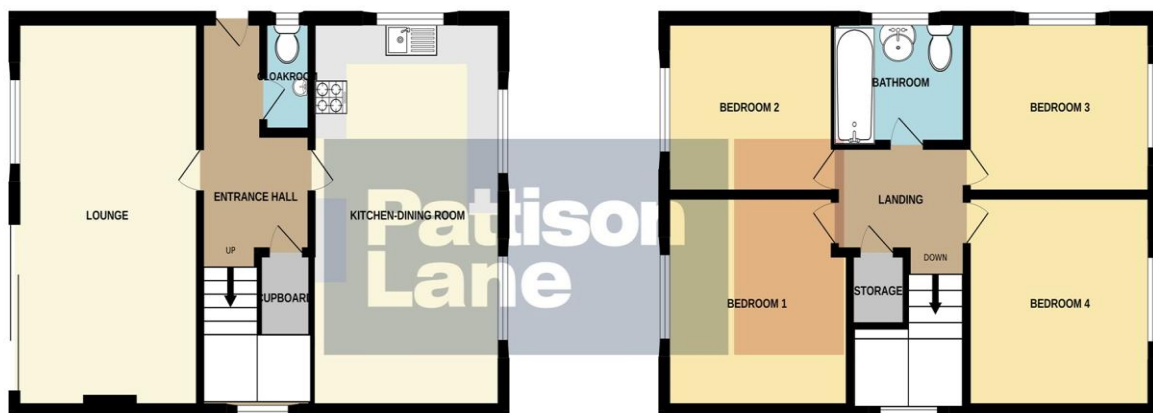 CLOAKROOM
LOUNGE
ENTRANCE HALL
KITCHEN-DINING ROOM
UP
CUPBOARD
Pattison
Lane
BEDROOM 2
BATHROOM
BEDROOM 3
LANDING
DOWN
STORAGE
BEDROOM 1
BEDROOM 4